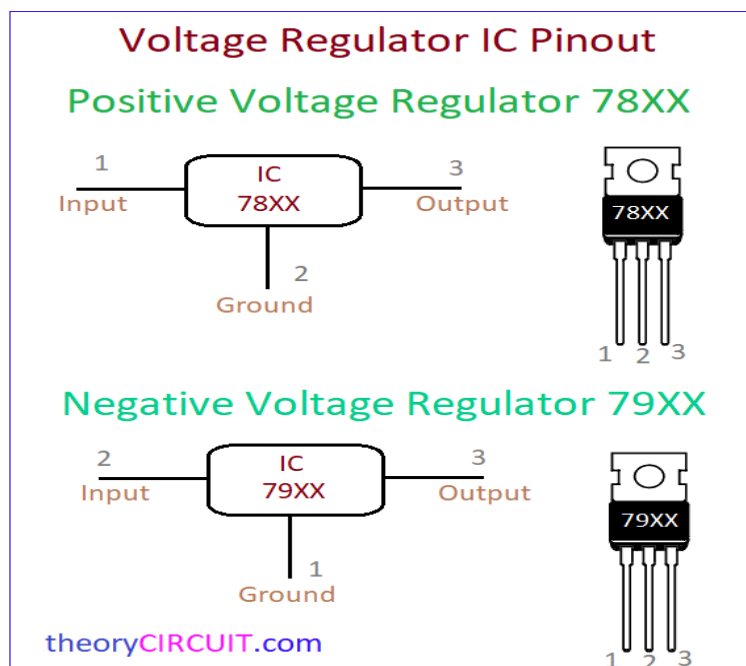 Voltage Regulator IC Pinout
Positive Voltage Regulator 78XX
1
Input
IC
78XX
3
Output
2
Ground
78XX
1 2 3
Negative Voltage Regulator 79XX
2
Input
IC
79XX
3
Output
1
Ground
79XX
1 2 3
theoryCIRCUIT.com